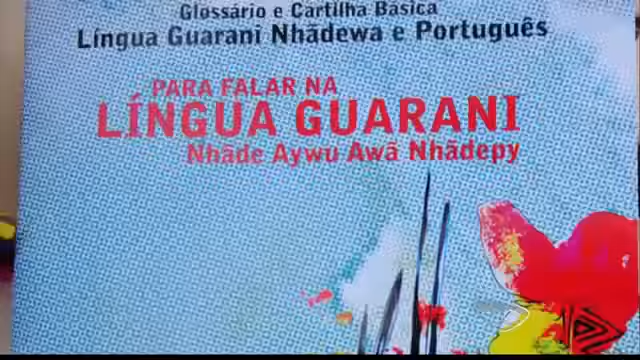 Glossário e Cartilha Básica
Língua Guarani Nhãdewa e Português
PARA FALAR NA
LÍNGUA GUARANI
Nhãde Aywu Awã Nhãdepy